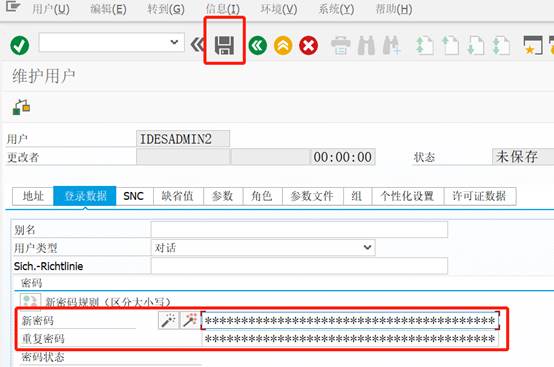 用户(U) 编辑(E) 转到(G) 信息(I) 环境(V) 系统(Y) 帮助(H)
维护用户
用户 IDESADMIN2
更改者 00:00:00 状态 未保存
地址 登录数据 SNC 缺省值 参数 角色 参数文件 组 个性化设置 许可证数据
别名
用户类型 对话
Sich.-Richtlinie
密码
新密码规则（区分大小写）
新密码 ****************************************
重复密码 ****************************************
密码状态